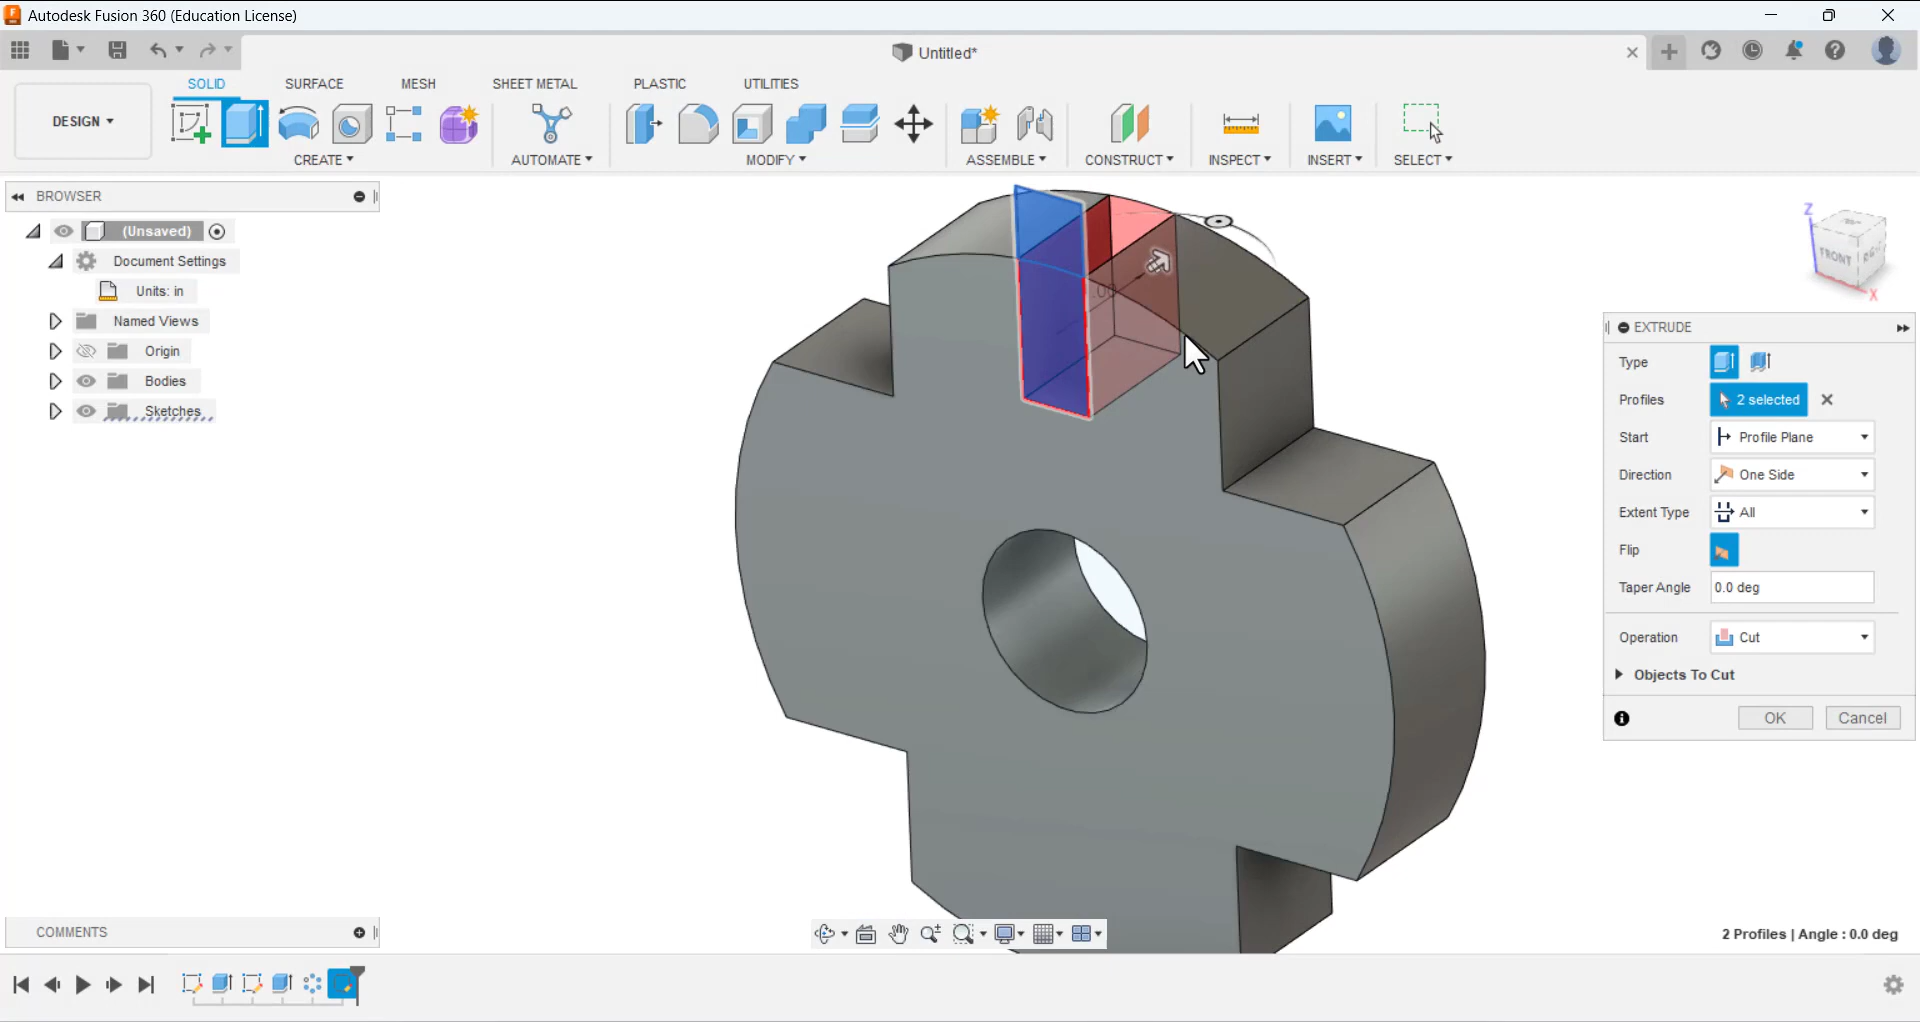 Autodesk Fusion 360 (Education License)
Untitled*
SOLID
SURFACE
MESH
SHEET METAL
PLASTIC
UTILITIES
DESIGN
CREATE
AUTOMATE
MODIFY
ASSEMBLE
CONSTRUCT
INSPECT
INSERT
SELECT
BROWSER
(Unsaved)
Document Settings
Units: in
Named Views
Origin
Bodies
Sketches
Z
FRONT
X
EXTRUDE
Type
Profiles
2 selected
Start
Profile Plane
Direction
One Side
Extent Type
All
Flip
Taper Angle
0.0 deg
Operation
Cut
Objects To Cut
OK
Cancel
COMMENTS
2 Profiles | Angle : 0.0 deg